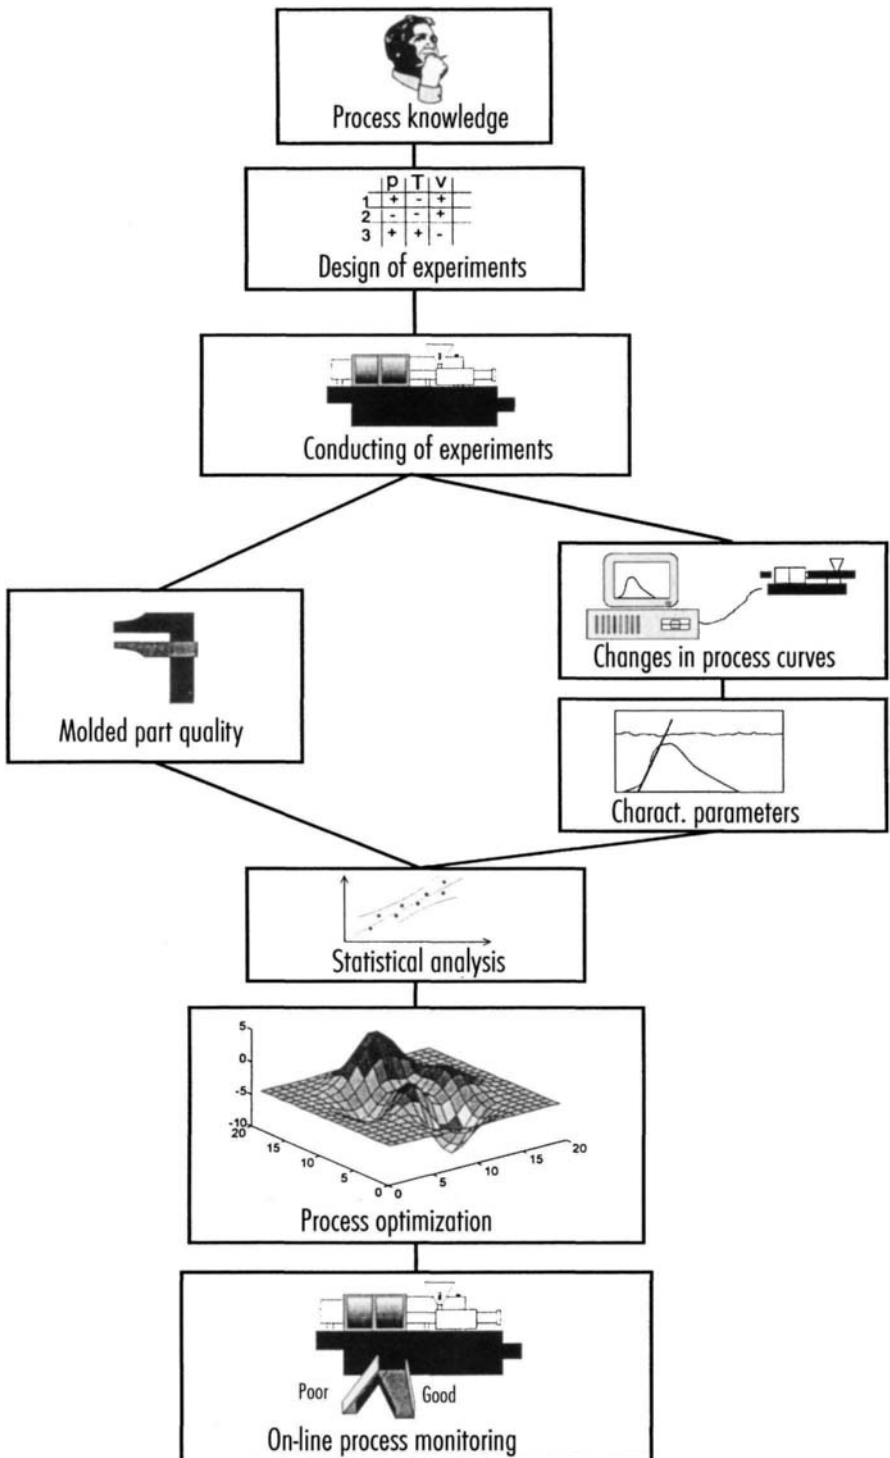 Process knowledge
p T v
1 + - +
2 - - +
3 + + -
Design of experiments
Conducting of experiments
Changes in process curves
Molded part quality
Charact. parameters
Statistical analysis
5
0
-5
-10
20
15
10
5
0
0
5
10
15
20
Process optimization
Poor
Good
On-line process monitoring